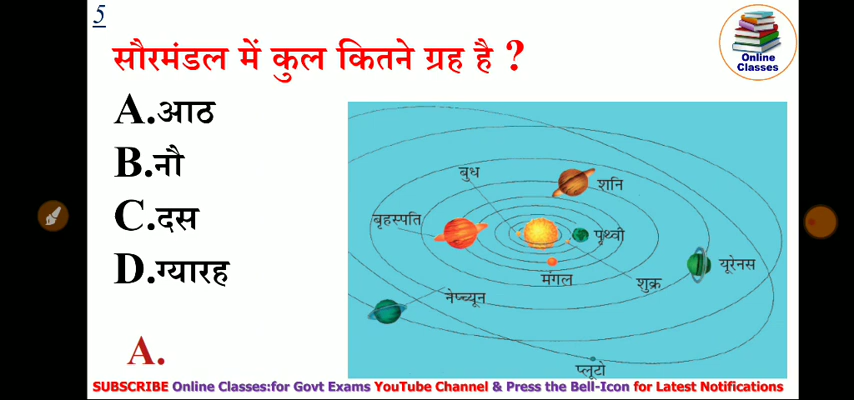 5
सौरमंडल में कुल कितने ग्रह है ?
Online
Classes
A.आठ
B.नौ
C.दस
D.ग्यारह
बुध
शनि
बृहस्पति
पृथ्वी
मंगल
शुक्र
यूरेनस
नेप्च्यून
प्लूटो
A.
SUBSCRIBE Online Classes:for Govt Exams YouTube Channel & Press the Bell-Icon for Latest Notifications